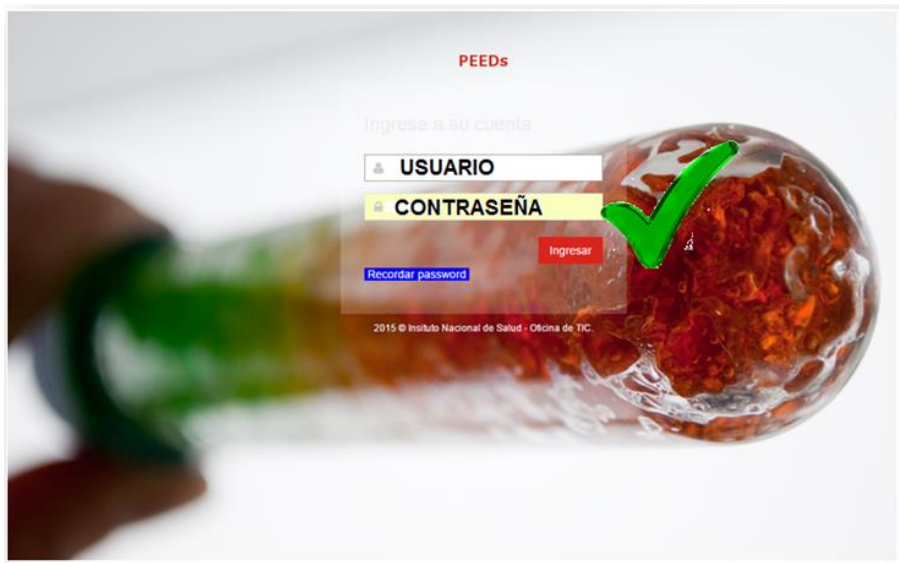 PEEDs
Ingrese a su cuenta
USUARIO
CONTRASEÑA
Ingresar
Recordar password
2015 © Insituto Nacional de Salud - Oficina de TIC.